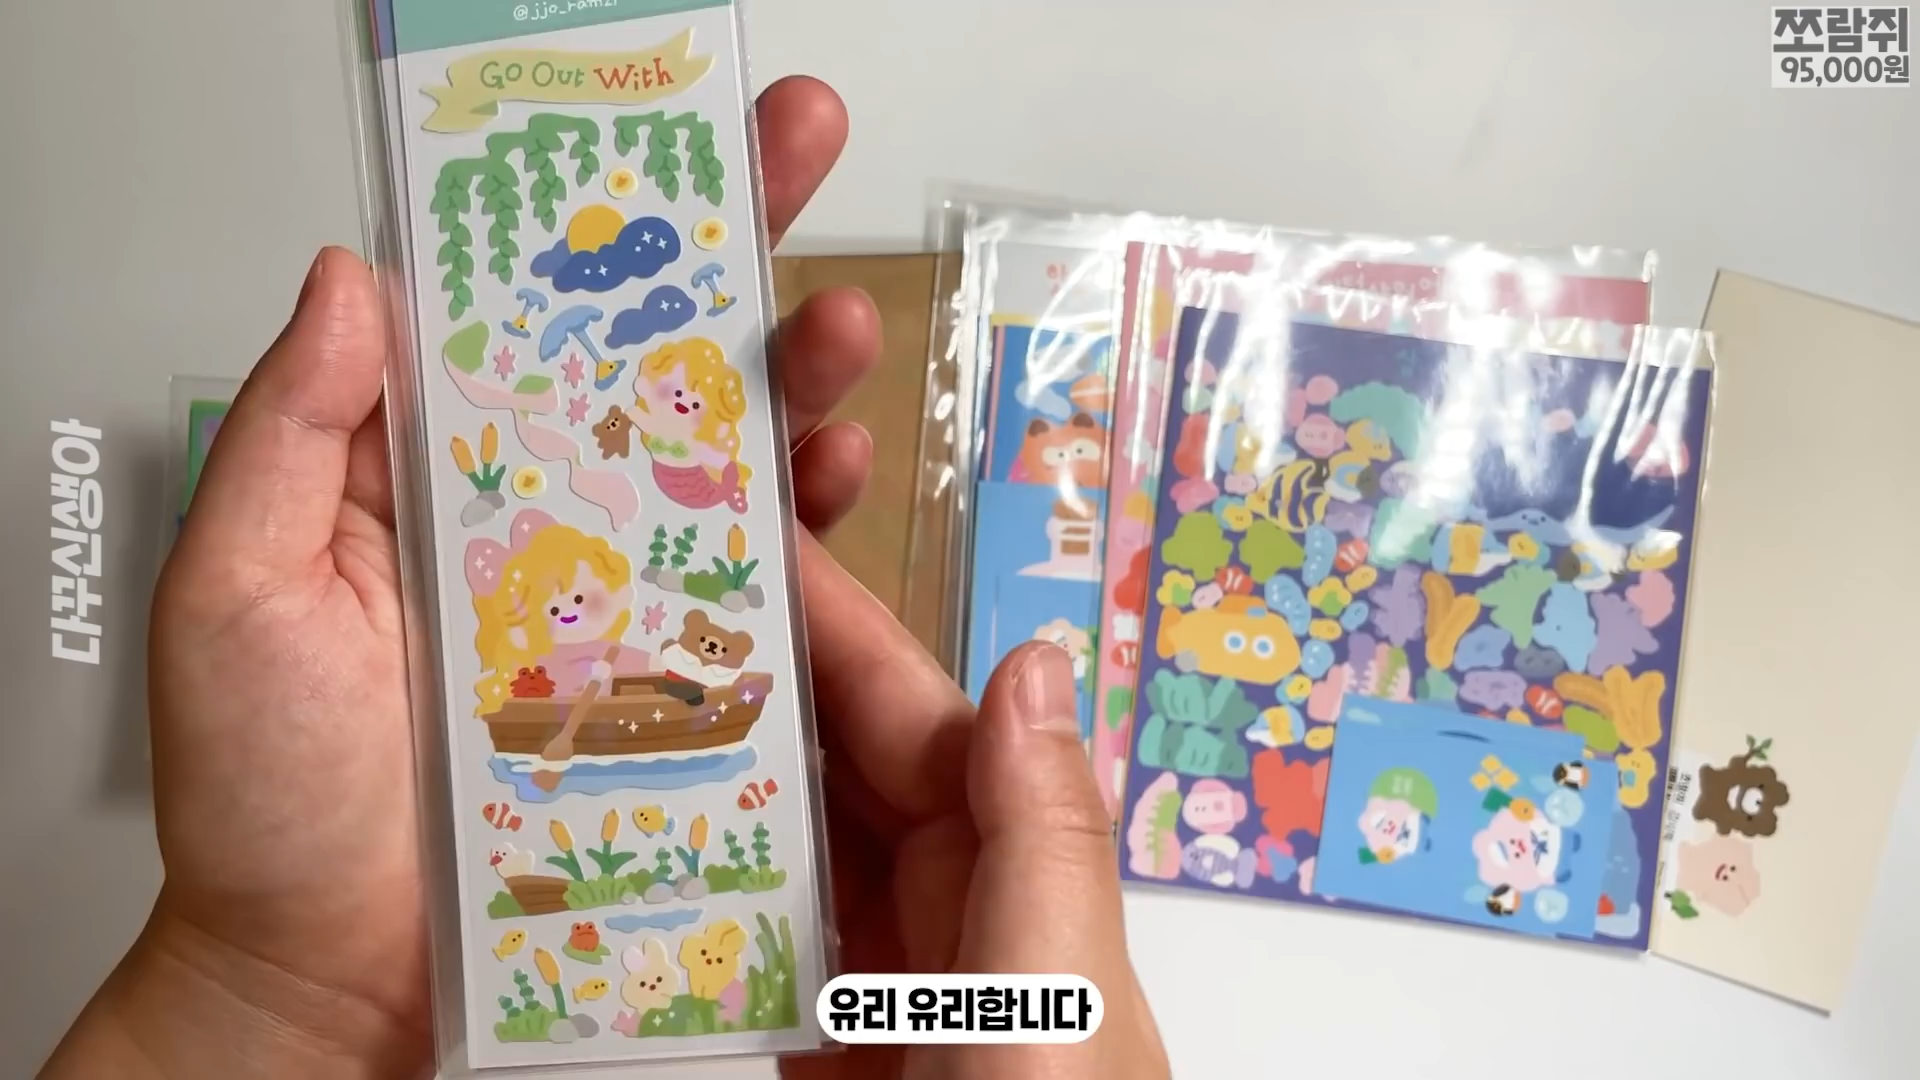 @jjo_ramzi
쪼람쥐
95,000원
Go Out With
다꾸신생아
유리 유리합니다